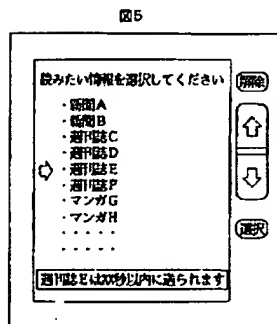 図5
読みたい情報を選択してください
解除
・新聞A
・新聞B
・週刊誌C
・週刊誌D
・週刊誌E
・週刊誌F
・マンガG
・マンガH
・・・・・
・・・・・
選択
週刊誌Eは200秒以内に送られます